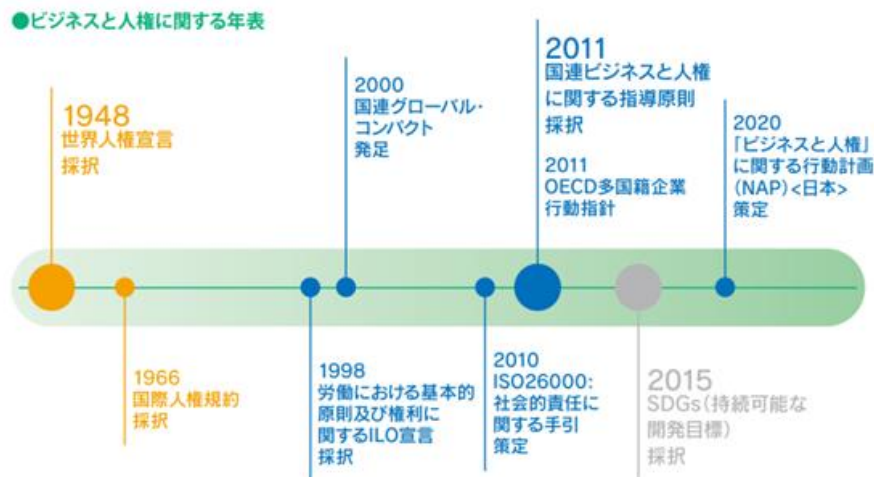 ●ビジネスと人権に関する年表
1948
世界人権宣言
採択
2000
国連グローバル・
コンパクト
発足
2011
国連ビジネスと人権
に関する指導原則
採択
2011
OECD多国籍企業
行動指針
2020
「ビジネスと人権」
に関する行動計画
(NAP)<日本>
策定
1966
国際人権規約
採択
1998
労働における基本的
原則及び権利に
関するILO宣言
採択
2010
ISO26000:
社会的責任に
関する手引
策定
2015
SDGs(持続可能な
開発目標)
採択